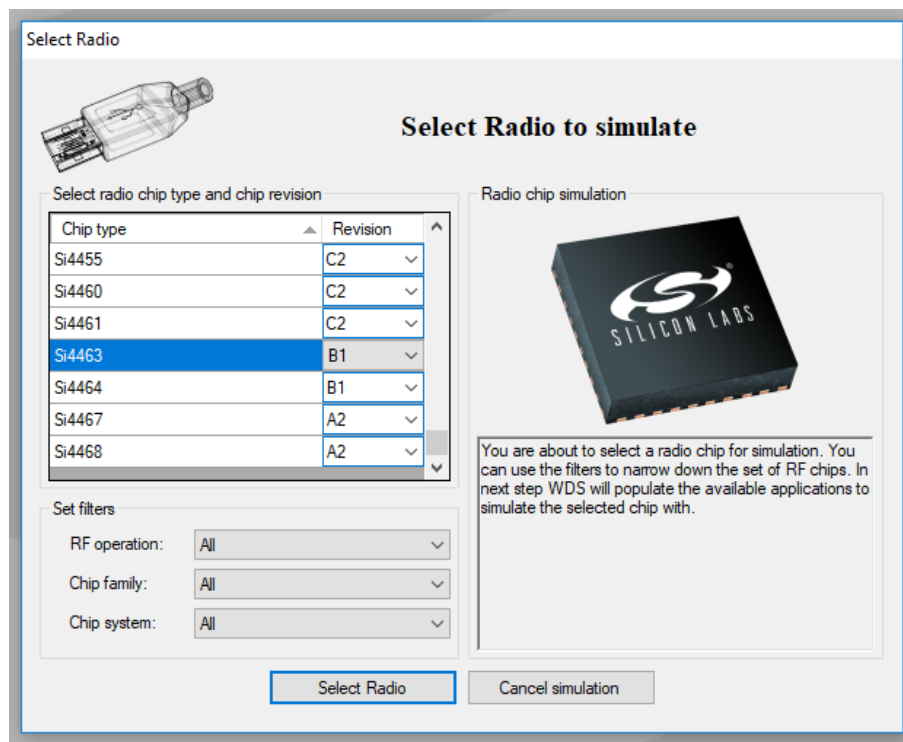 Select Radio
Select Radio to simulate
Select radio chip type and chip revision
Chip type Revision
Si4455 C2
Si4460 C2
Si4461 C2
Si4463 B1
Si4464 B1
Si4467 A2
Si4468 A2
Set filters
RF operation: All
Chip family: All
Chip system: All
Radio chip simulation
SILICON LABS
You are about to select a radio chip for simulation. You
can use the filters to narrow down the set of RF chips. In
next step WDS will populate the available applications to
simulate the selected chip with.
Select Radio Cancel simulation